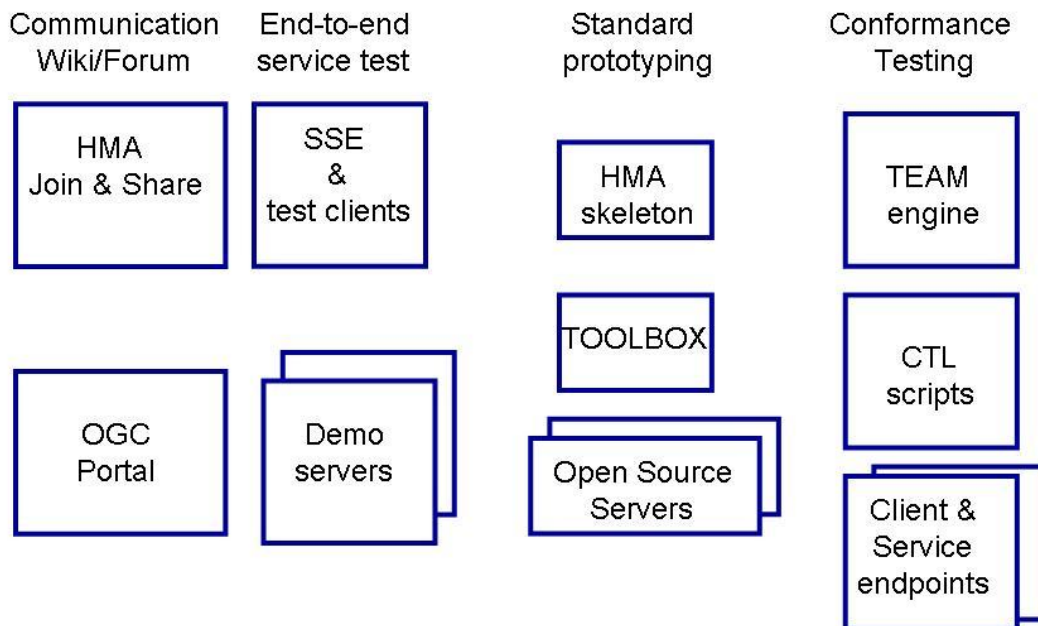 Communication
Wiki/Forum
End-to-end
service test
Standard
prototyping
Conformance
Testing
HMA
Join & Share
SSE
&
test clients
HMA
skeleton
TEAM
engine
TOOLBOX
CTL
scripts
OGC
Portal
Demo
servers
Open Source
Servers
Client &
Service
endpoints